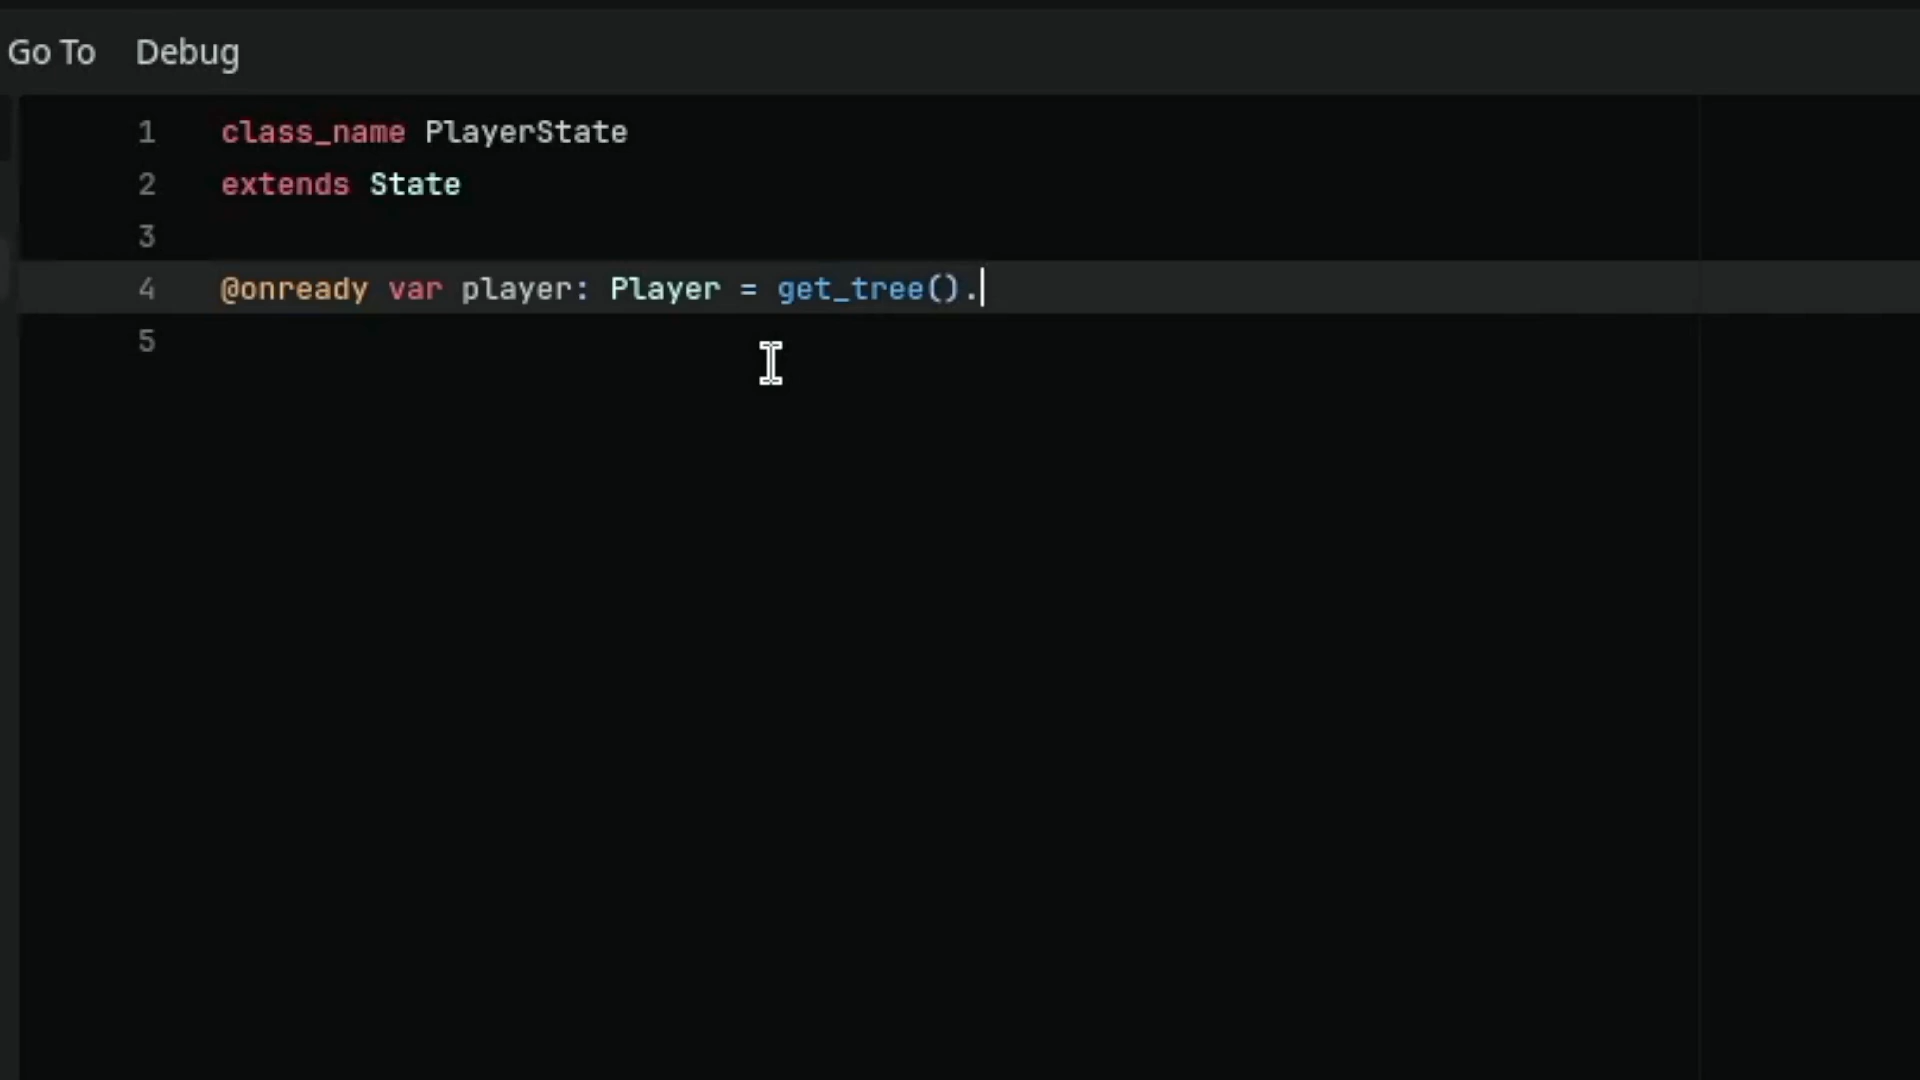 Go To Debug
1 class_name PlayerState
2 extends State
3
4 @onready var player: Player = get_tree().
5